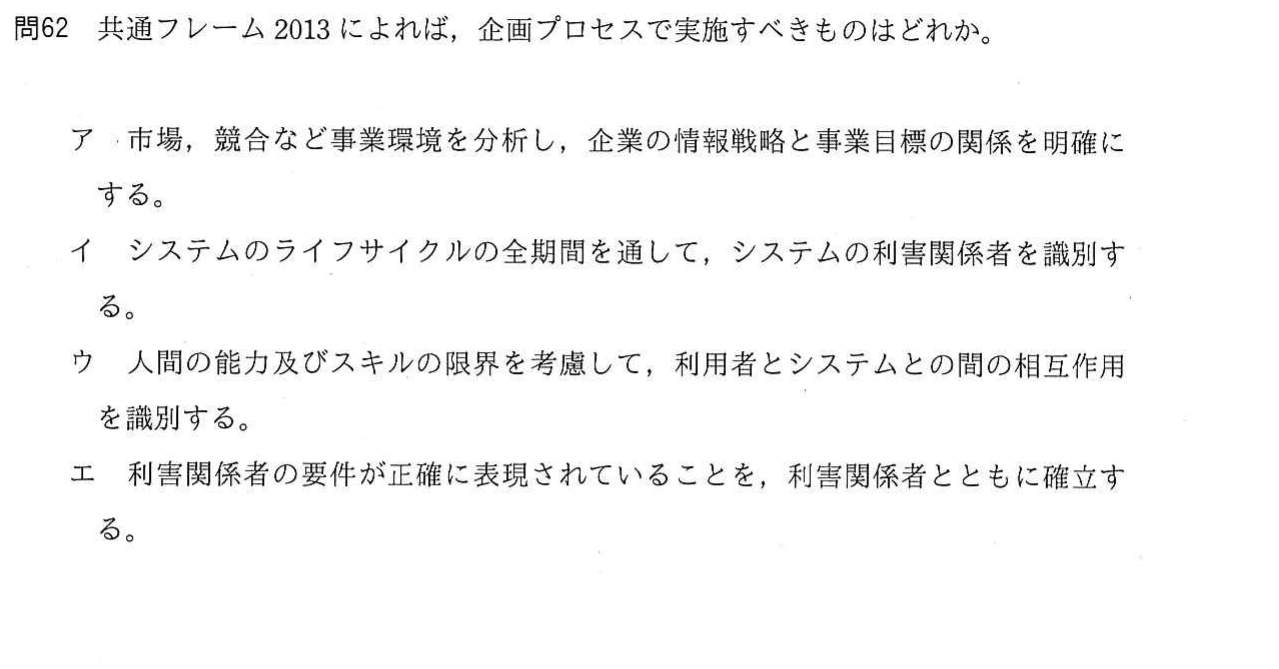 問62　共通フレーム 2013 によれば，企画プロセスで実施すべきものはどれか。
ア　市場，競合など事業環境を分析し，企業の情報戦略と事業目標の関係を明確に
する。
イ　システムのライフサイクルの全期間を通して，システムの利害関係者を識別す
る。
ウ　人間の能力及びスキルの限界を考慮して，利用者とシステムとの間の相互作用
を識別する。
エ　利害関係者の要件が正確に表現されていることを，利害関係者とともに確立す
る。